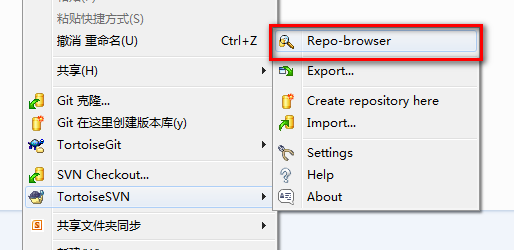 粘贴快捷方式(S)
撤消 重命名(U) Ctrl+Z
共享(H)
Git 克隆...
Git 在这里创建版本库(y)
TortoiseGit
SVN Checkout...
TortoiseSVN
共享文件夹同步
Repo-browser
Export...
Create repository here
Import...
Settings
Help
About